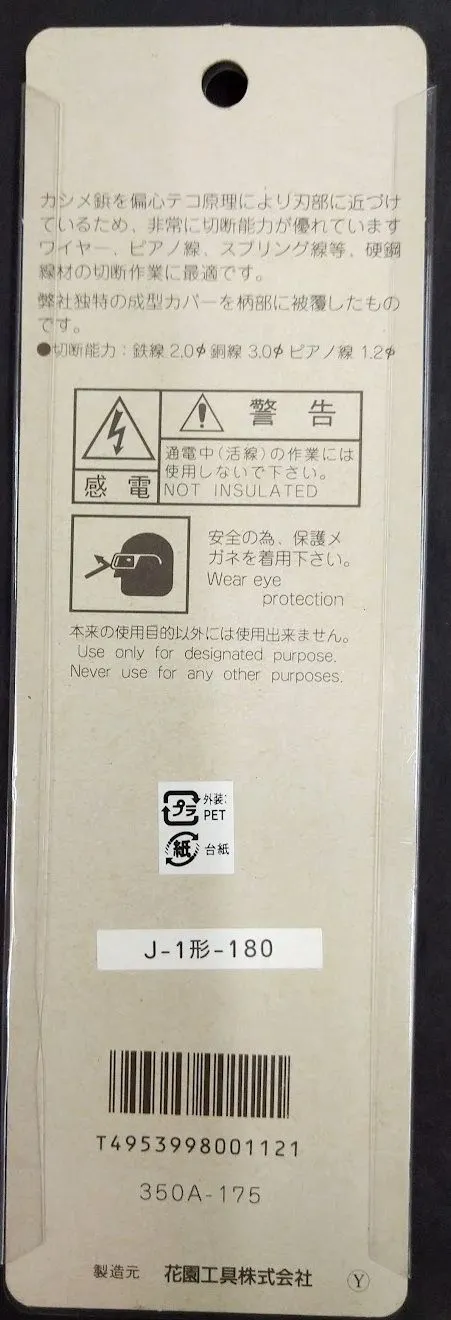 カシメ鋲を偏心テコ原理により刃部に近づけ
ているため、非常に切断能力が優れています
ワイヤー、ピアノ線、スプリング線等、硬鋼
線材の切断作業に最適です。
弊社独特の成型カバーを柄部に被覆したもの
です。
●切断能力：鉄線 2.0φ 銅線 3.0φ ピアノ線 1.2φ
警告
通電中(活線)の作業には
使用しないで下さい。
感電
NOT INSULATED
安全の為、保護メ
ガネを着用下さい。
Wear eye
protection
本来の使用目的以外には使用出来ません。
Use only for designated purpose.
Never use for any other purposes.
プラ
外装:
PET
紙
台紙
J-1形-180
T4953998001121
350A-175
製造元 花園工具株式会社 Ⓨ